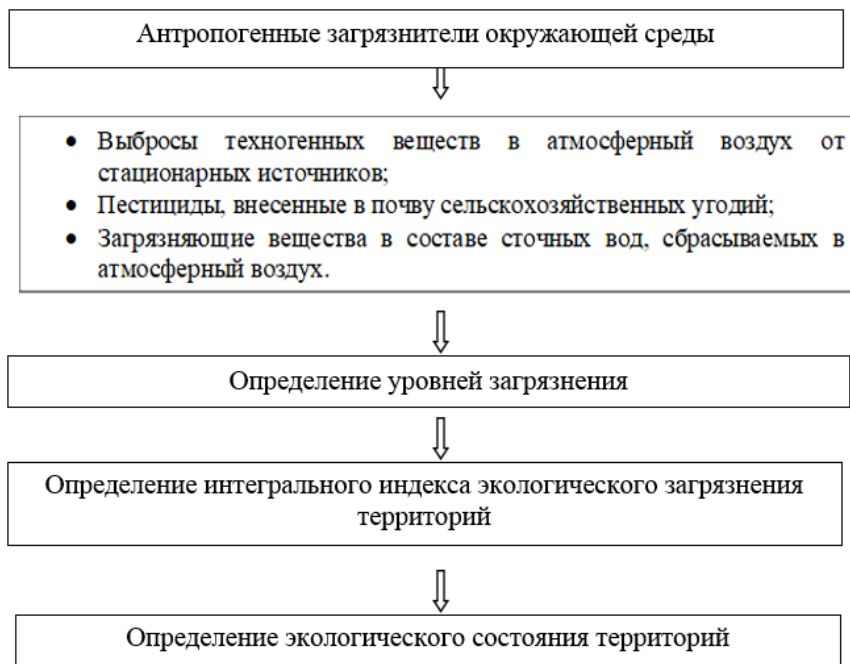 Антропогенные загрязнители окружающей среды
• Выбросы техногенных веществ в атмосферный воздух от
стационарных источников;
• Пестициды, внесенные в почву сельскохозяйственных угодий;
• Загрязняющие вещества в составе сточных вод, сбрасываемых в
атмосферный воздух.
Определение уровней загрязнения
Определение интегрального индекса экологического загрязнения
территорий
Определение экологического состояния территорий